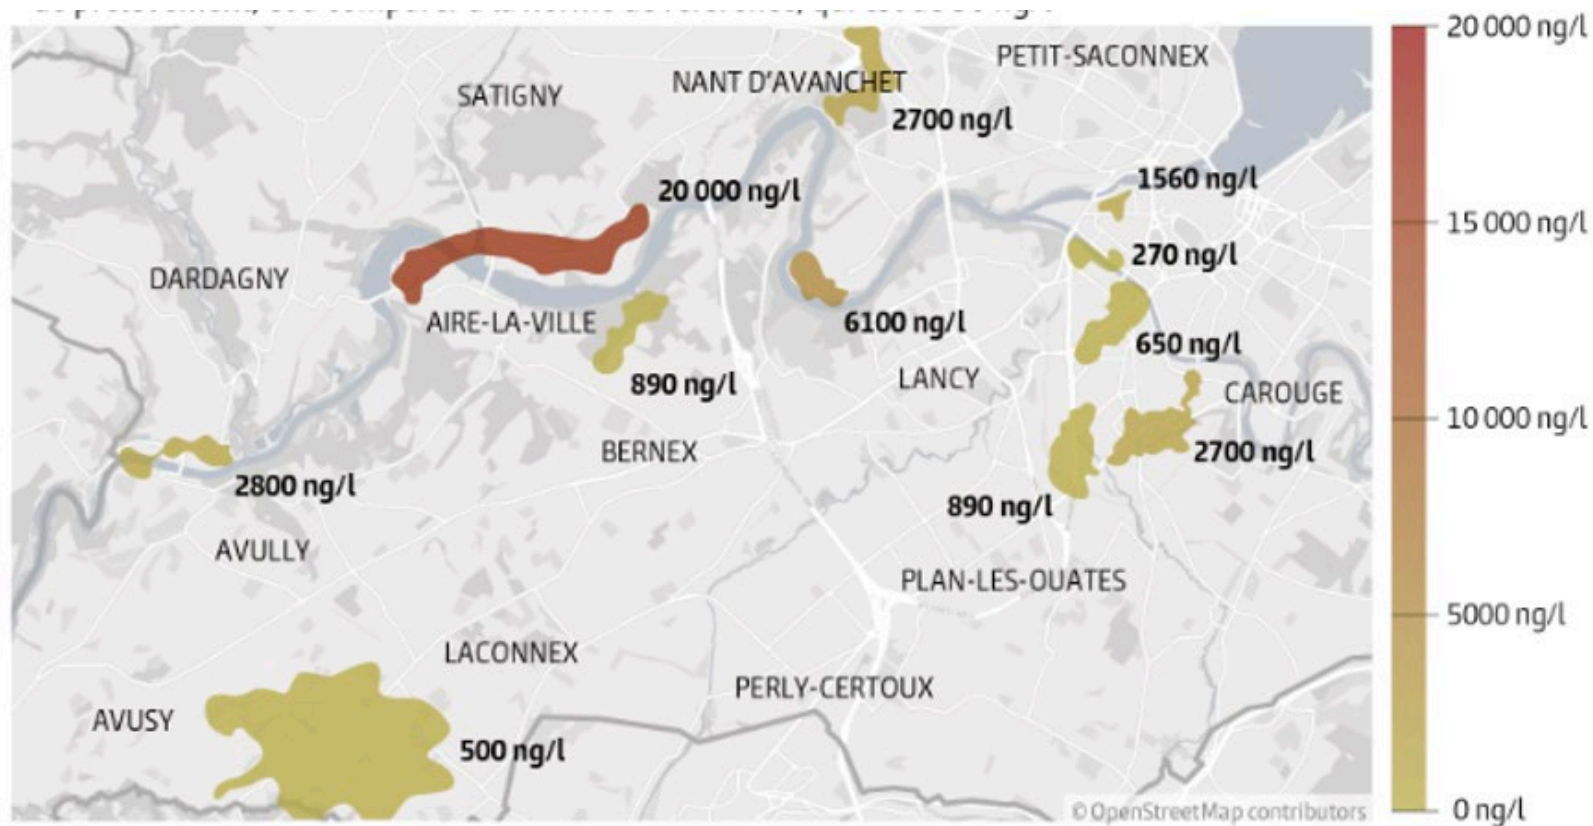 PETIT-SACONNEX
20 000 ng/l
NANT D'AVANCHET
SATIGNY
2700 ng/l
1560 ng/l
20 000 ng/l
15 000 ng/l
270 ng/l
DARDAGNY
AIRE-LA-VILLE
6100 ng/l
650 ng/l
890 ng/l
LANCY
CAROUGE
10 000 ng/l
BERNEX
2700 ng/l
2800 ng/l
890 ng/l
AVULLY
PLAN-LES-OUATES
5000 ng/l
LACONNEX
PERLY-CERTOUX
AVUSY
500 ng/l
© OpenStreetMap contributors
0 ng/l